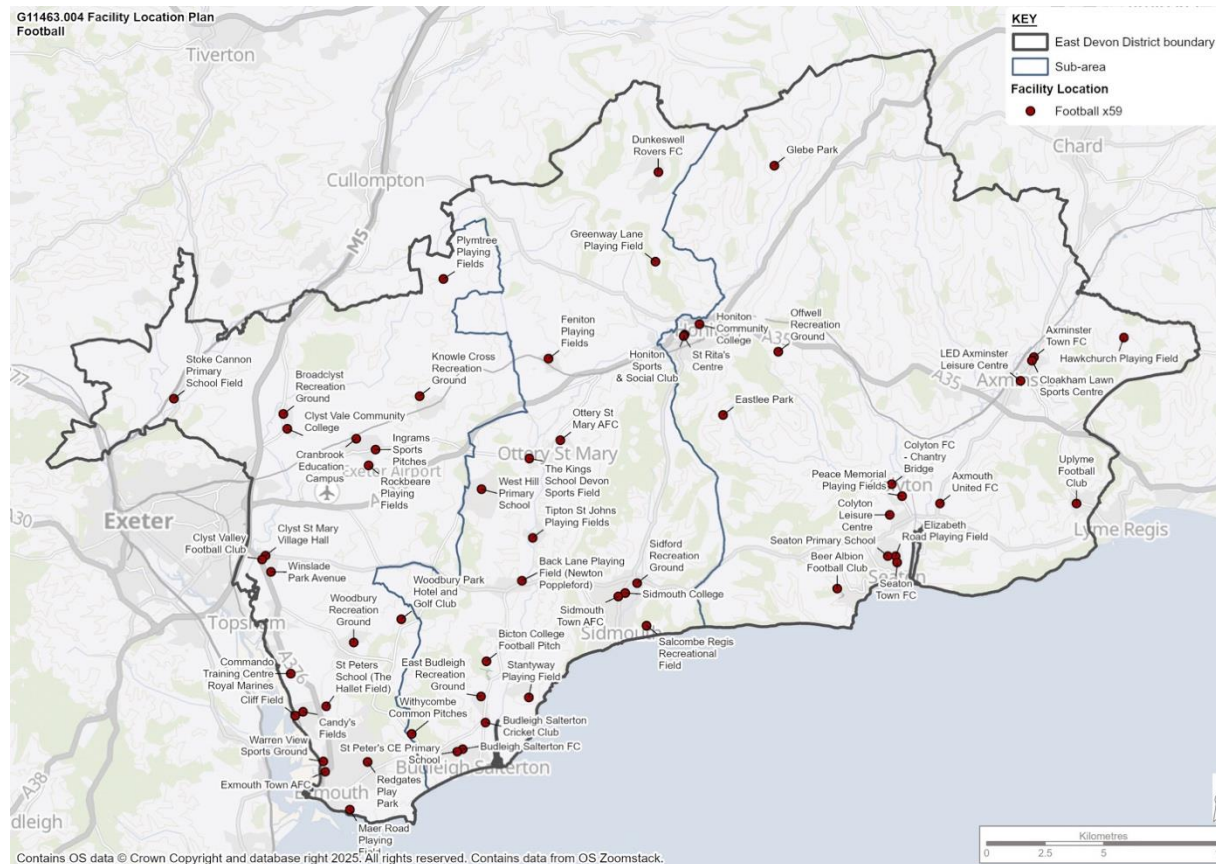 G11463.004 Facility Location Plan
Football
KEY
East Devon District boundary
Sub-area
Facility Location
Football x59
Tiverton
Cullompton
Chard
M5
Dunkeswell
Rovers FC
Glebe Park
Plymtree
Playing
Fields
Greenway Lane
Playing Field
Feniton
Playing
Fields
Honiton
Community
College
Honiton
Sports
& Social Club
St Rita's
Centre
A35
Offwell
Recreation
Ground
Axminster
Town FC
LED Axminster
Leisure Centre
Hawkchurch Playing Field
Cloakham Lawn
Sports Centre
A35
Stoke Cannon
Primary
School Field
Broadclyst
Recreation
Ground
Knowle Cross
Recreation
Ground
Clyst Vale Community
College
Eastlee Park
Ottery St
Mary AFC
Cranbrook
Education
Campus
Ingrams
Sports
Pitches
Exeter Airport
Rockbeare
Playing
Fields
Ottery St Mary
The Kings
School Devon
Sports Field
West Hill
Primary
School
Colyton FC
- Chantry
Bridge
Peace Memorial
Playing Fields
Axmouth
United FC
Uplyme
Football
Club
Colyton
Leisure
Centre
Lyme Regis
A30
Exeter
Tipton St Johns
Playing Fields
Clyst St Mary
Village Hall
Clyst Valley
Football Club
Winslade
Park Avenue
Elizabeth
Road Playing Field
Seaton Primary School
Beer Albion
Football Club
Seaton
Seaton
Town FC
Back Lane Playing
Field (Newton
Poppleford)
Sidford
Recreation
Ground
Sidmouth College
Sidmouth
Town AFC
Sidmouth
Salcombe Regis
Recreational
Field
Woodbury Park
Hotel and
Golf Club
Woodbury
Recreation
Ground
Topsham
A376
Bicton College
Football Pitch
East Budleigh
Recreation
Ground
Stantyway
Playing Field
Commando
Training Centre
Royal Marines
St Peters
School (The
Hallet Field)
Cliff Field
Candy's
Fields
Withycombe
Common Pitches
Budleigh Salterton
Cricket Club
Warren View
Sports Ground
St Peter's CE Primary
School
Budleigh Salterton FC
Budleigh Salterton
Exmouth Town AFC
Redgates
Play
Park
Maer Road
Playing
Field
A38
dleigh
Kilometres
0 2.5 5
Contains OS data © Crown Copyright and database right 2025. All rights reserved. Contains data from OS Zoomstack.